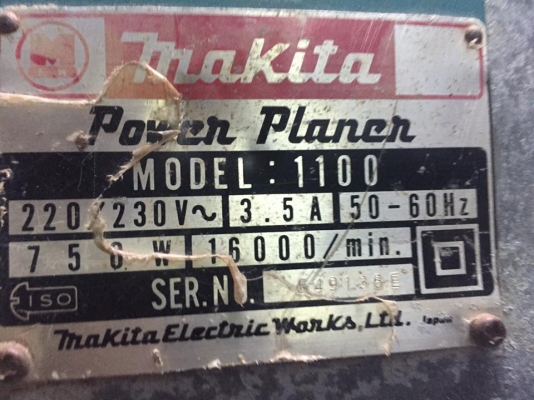 Makita
Power Planer
MODEL: 1100
220/230V~ 3.5A 50-60Hz
750 W 16000/min.
ISO SER.NO.
Makita Electric Works, Ltd. Japan